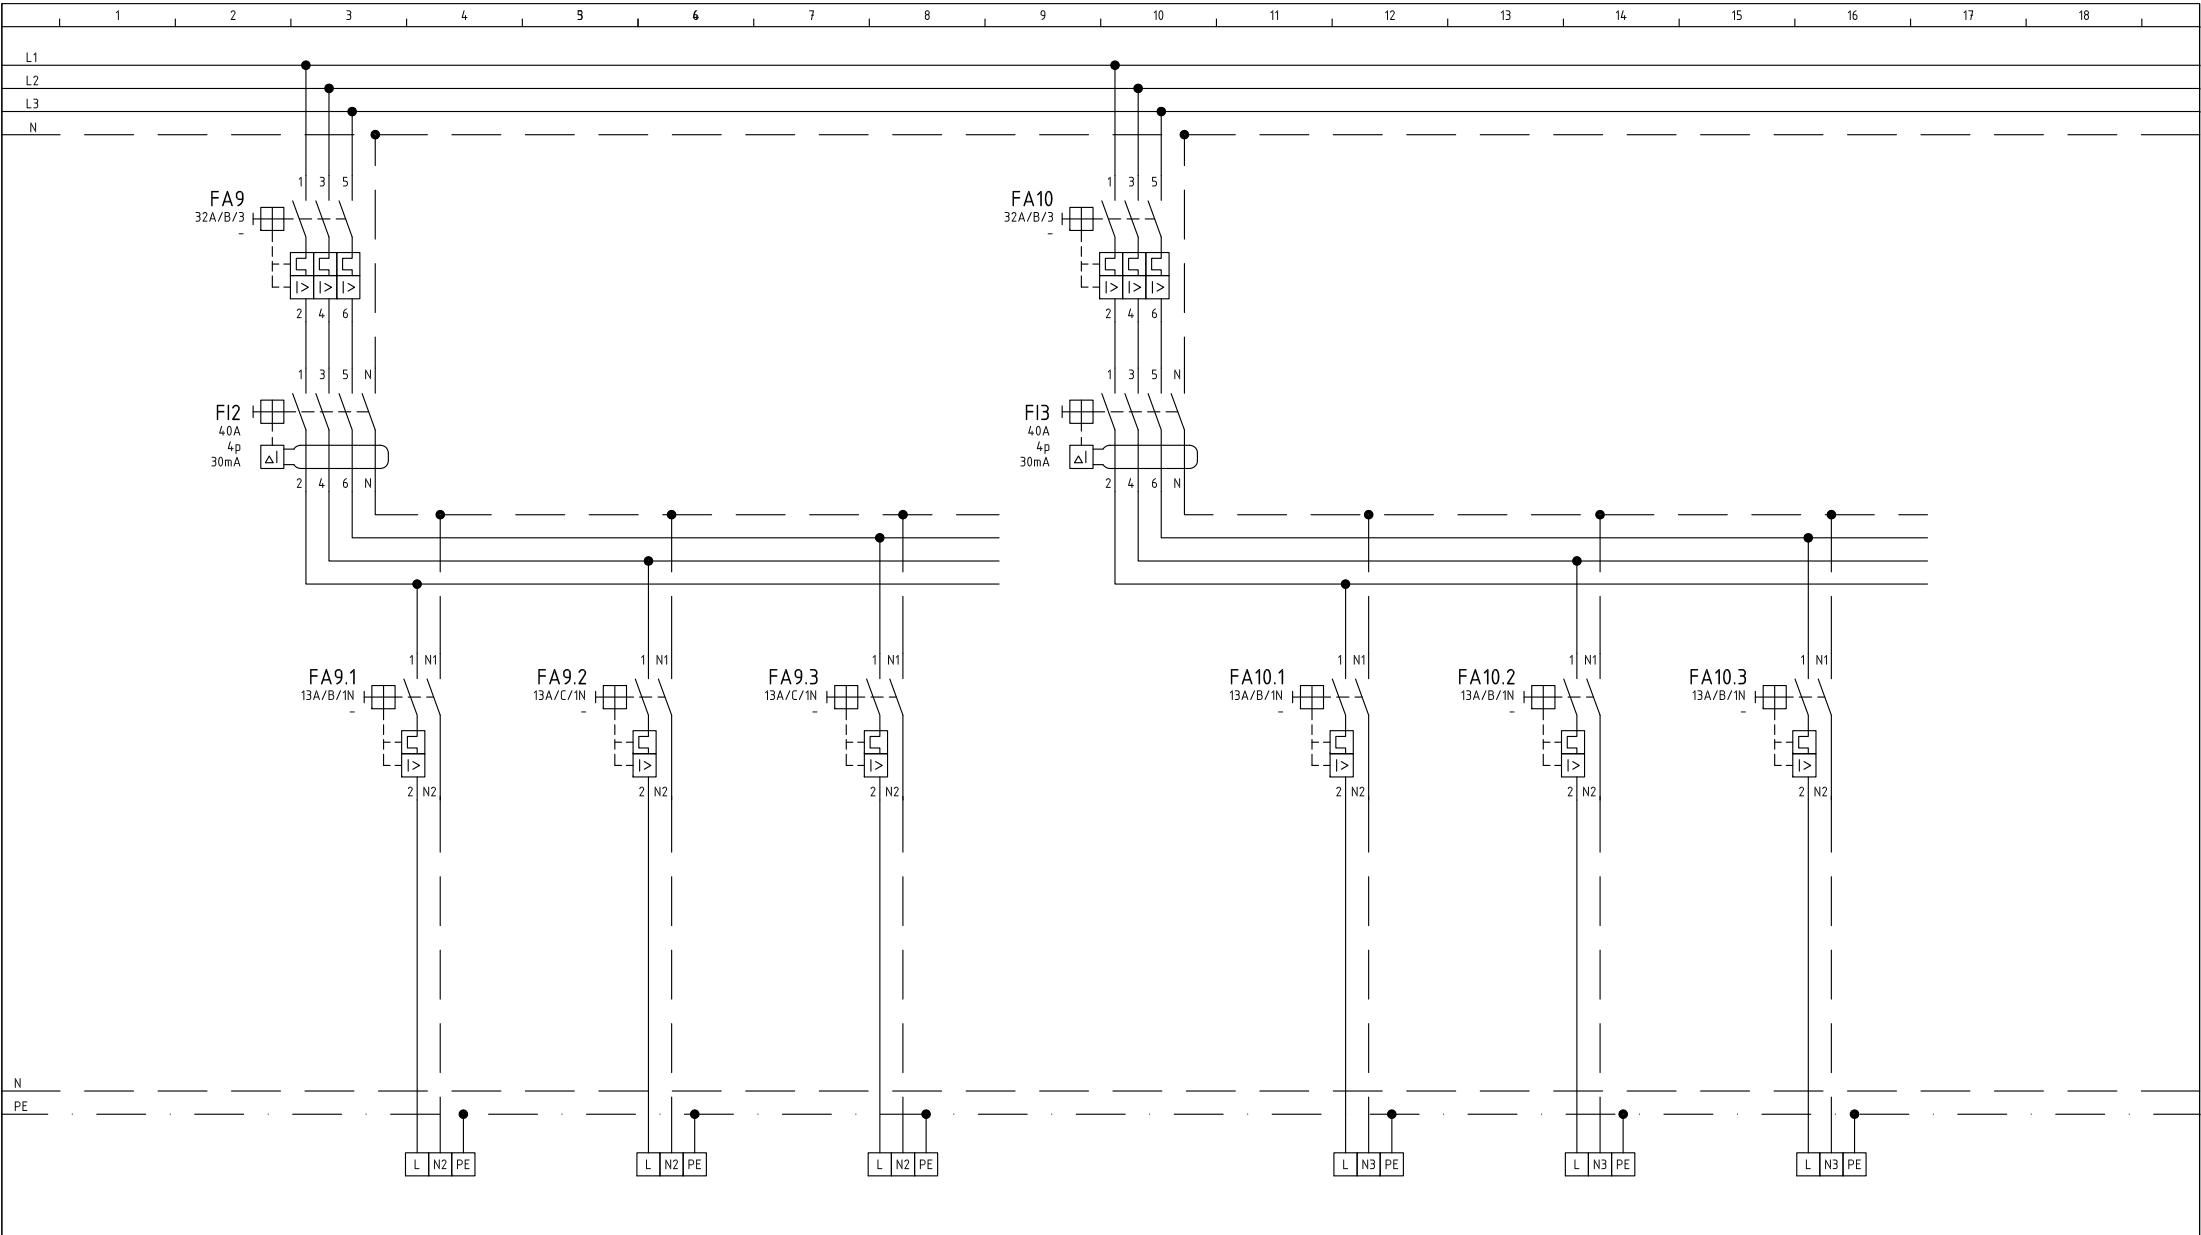 1 2 3 4 5 6 7 8 9 10 11 12 13 14 15 16 17 18
L1
L2
L3
N
1 3 5
1 3 5
FA9
32A/B/3
-
FA10
32A/B/3
-
I> I> I>
I> I> I>
2 4 6
2 4 6
1 3 5 N
1 3 5 N
FI2
40A
4p
30mA
ΔI
FI3
40A
4p
30mA
ΔI
2 4 6 N
2 4 6 N
1 N1
1 N1
1 N1
1 N1
1 N1
1 N1
FA9.1
13A/B/1N
-
FA9.2
13A/C/1N
-
FA9.3
13A/C/1N
-
FA10.1
13A/B/1N
-
FA10.2
13A/B/1N
-
FA10.3
13A/B/1N
-
I>
I>
I>
I>
I>
I>
2 N2
2 N2
2 N2
2 N2
2 N2
2 N2
N
PE
L N2 PE
L N2 PE
L N2 PE
L N3 PE
L N3 PE
L N3 PE